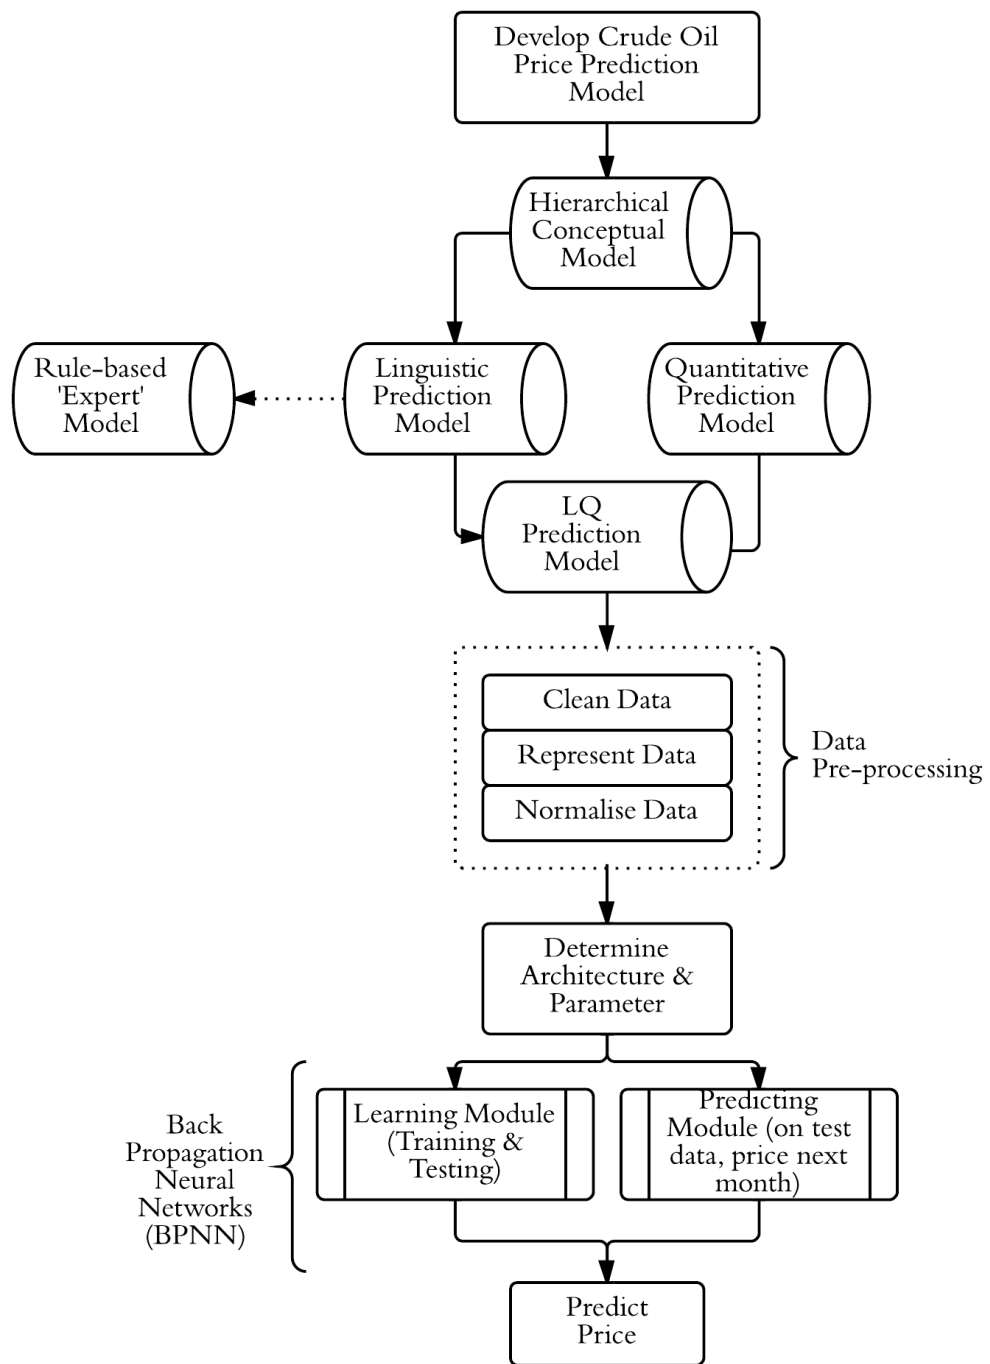 Develop Crude Oil
Price Prediction
Model
Hierarchical
Conceptual
Model
Rule-based
'Expert'
Model
Linguistic
Prediction
Model
Quantitative
Prediction
Model
LQ
Prediction
Model
Clean Data
Represent Data
Normalise Data
Data
Pre-processing
Determine
Architecture &
Parameter
Back
Propagation
Neural
Networks
(BPNN)
Learning Module
(Training &
Testing)
Predicting
Module (on test
data, price next
month)
Predict
Price